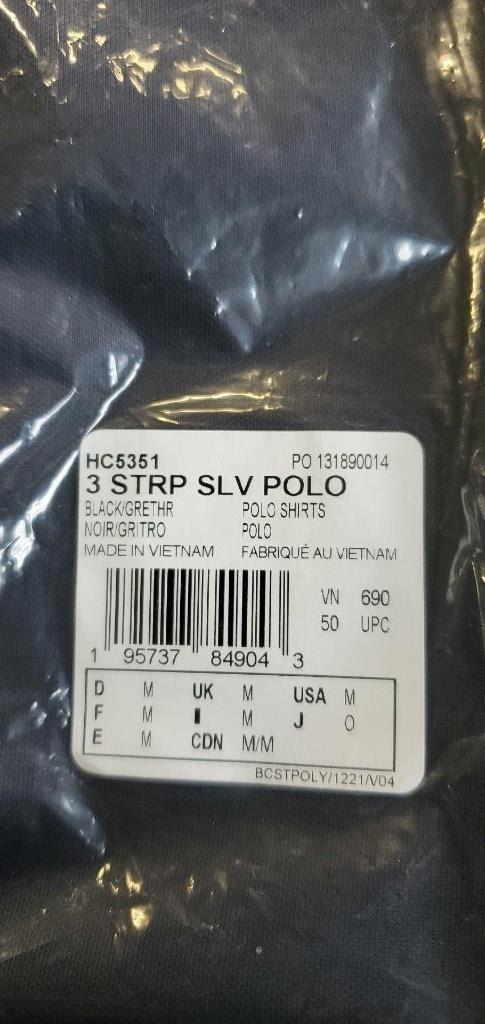 HC5351 PO 131890014
3 STRP SLV POLO
BLACK/GRETHR POLO SHIRTS
NOIR/GRITRO POLO
MADE IN VIETNAM FABRIQUÉ AU VIETNAM
VN 690
50 UPC
1 95737 84904 3
D M UK M USA M
F M I M J O
E M CDN M/M
BCSTPOLY/1221/V04